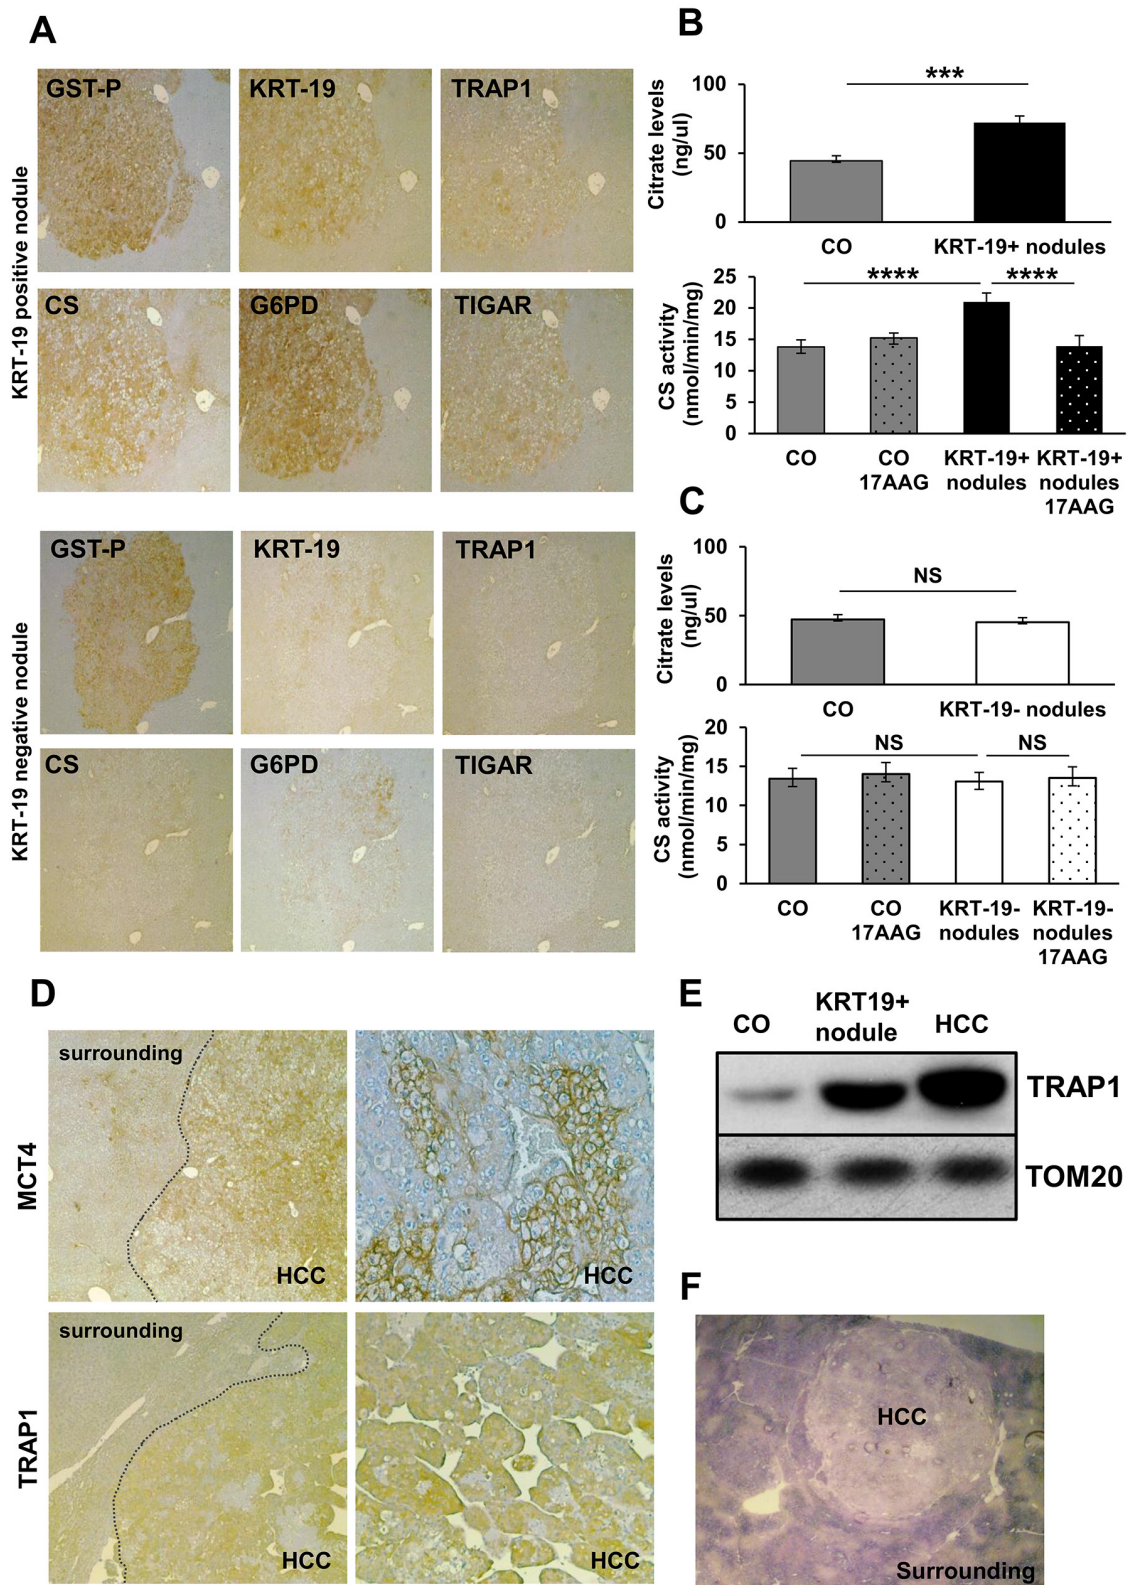 A
KRT-19 positive nodule
GST-P
KRT-19
TRAP1
CS
G6PD
TIGAR
KRT-19 negative nodule
GST-P
KRT-19
TRAP1
CS
G6PD
TIGAR
B
Citrate levels
(ng/ul)
100
50
0
***
CO
KRT-19+ nodules
CS activity
(nmol/min/mg)
25
20
15
10
5
0
****
****
CO
CO
17AAG
KRT-19+
nodules
KRT-19+
nodules
17AAG
C
Citrate levels
(ng/ul)
100
50
0
NS
CO
KRT-19- nodules
CS activity
(nmol/min/mg)
20
15
10
5
0
NS
NS
CO
CO
17AAG
KRT-19-
nodules
KRT-19-
nodules
17AAG
D
MCT4
surrounding
HCC
HCC
TRAP1
surrounding
HCC
HCC
E
CO
KRT19+
nodule
HCC
TRAP1
TOM20
F
HCC
Surrounding